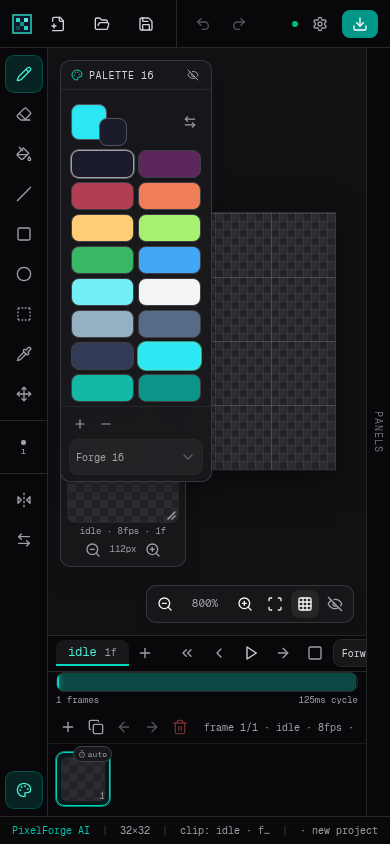 PALETTE 16
Forge 16
idle · 8fps · 1f
112px
1
PANELS
800%
idle 1f
Forw
1 frames
125ms cycle
frame 1/1 · idle · 8fps ·
auto
1
PixelForge AI
32×32
clip: idle · f…
· new project